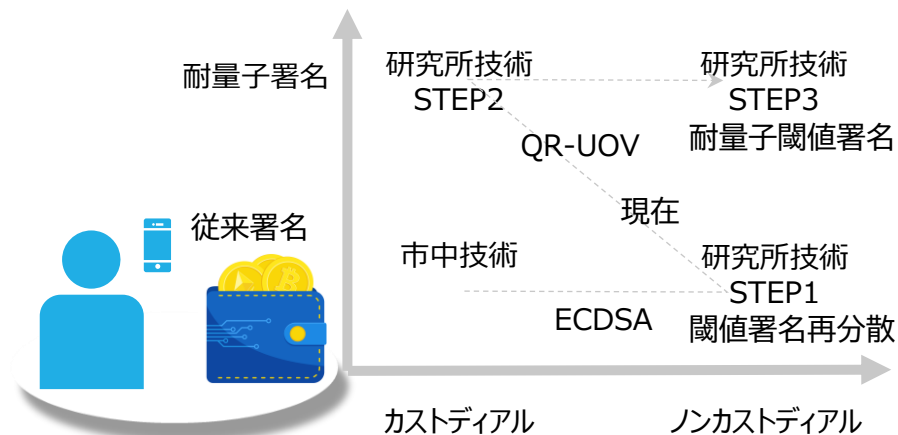 耐量子署名
研究所技術
STEP2
研究所技術
STEP3
耐量子閾値署名
QR-UOV
現在
従来署名
市中技術
研究所技術
STEP1
閾値署名再分散
ECDSA
カストディアル
ノンカストディアル